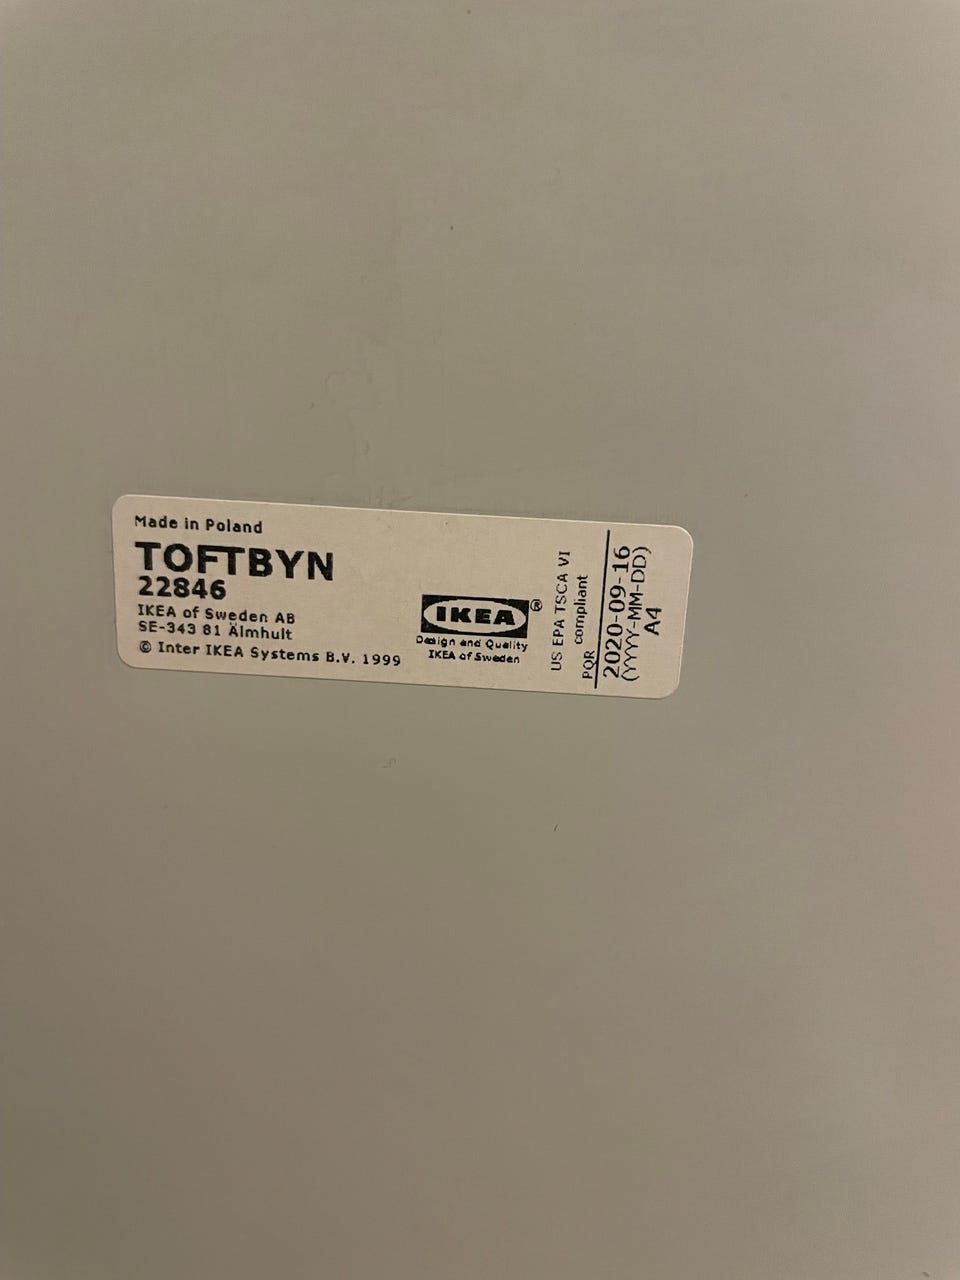 Made in Poland
TOFTBYN
22846
IKEA of Sweden AB
SE-343 81 Älmhult
© Inter IKEA Systems B.V. 1999
IKEA®
Design and Quality
IKEA of Sweden
US EPA TSCA VI
compliant
PQR
2020-09-16
(YYYY-MM-DD)
A4